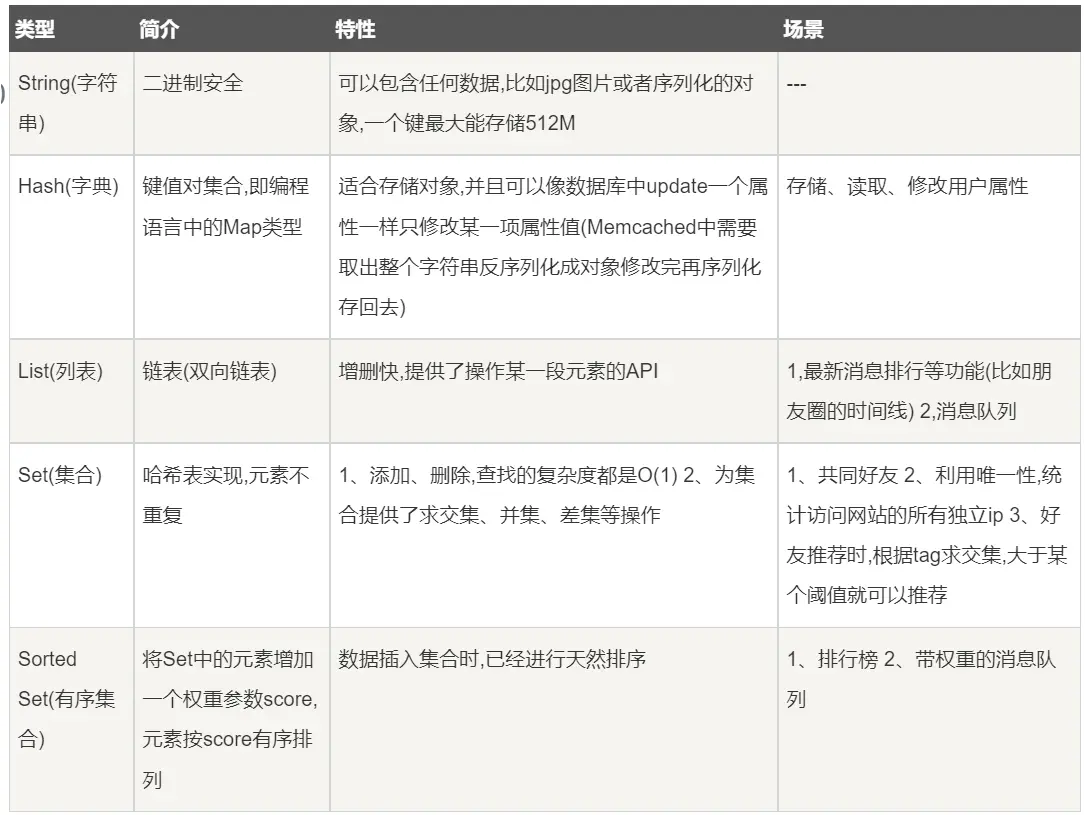 类型 简介 特性 场景
String(字符串) 二进制安全 可以包含任何数据,比如jpg图片或者序列化的对象,一个键最大能存储512M ---
Hash(字典) 键值对集合,即编程语言中的Map类型 适合存储对象,并且可以像数据库中update一个属性一样只修改某一项属性值(Memcached中需要取出整个字符串反序列化成对象修改完再序列化存回去) 存储、读取、修改用户属性
List(列表) 链表(双向链表) 增删快,提供了操作某一段元素的API 1,最新消息排行等功能(比如朋友圈的时间线) 2,消息队列
Set(集合) 哈希表实现,元素不重复 1、添加、删除,查找的复杂度都是O(1) 2、为集合提供了求交集、并集、差集等操作 1、共同好友 2、利用唯一性,统计访问网站的所有独立ip 3、好友推荐时,根据tag求交集,大于某个阈值就可以推荐
Sorted Set(有序集合) 将Set中的元素增加一个权重参数score,元素按score有序排列 数据插入集合时,已经进行天然排序 1、排行榜 2、带权重的消息队列